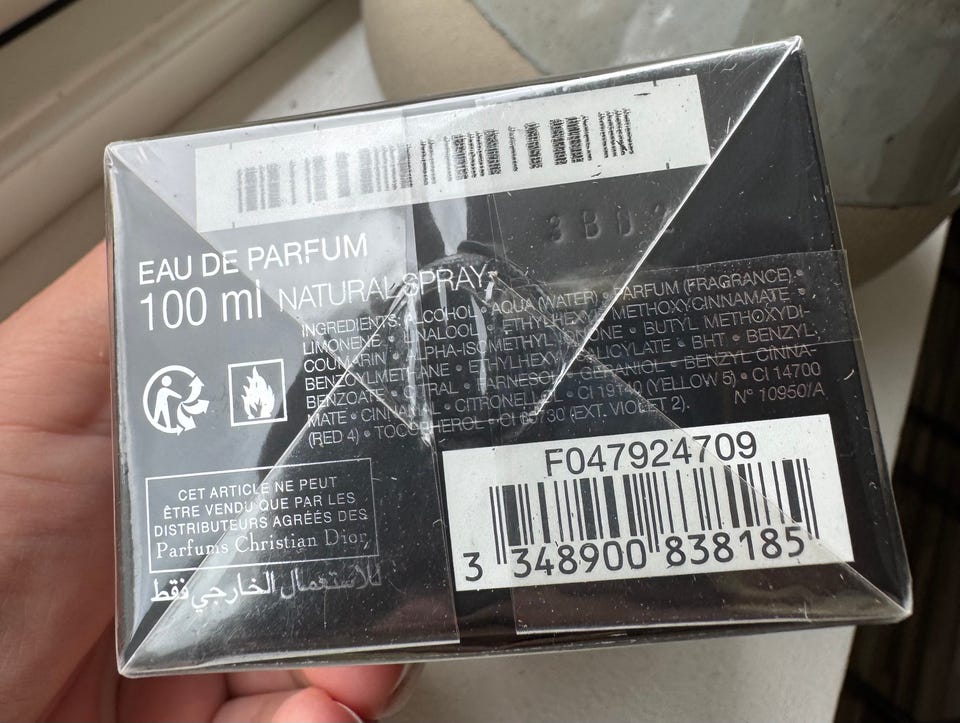 3BD2
EAU DE PARFUM
100 ml NATURAL SPRAY
INGREDIENTS: ALCOHOL • AQUA (WATER) • PARFUM (FRAGRANCE) •
LIMONENE • LINALOOL • ETHYLHEXYL METHOXYCINNAMATE •
COUMARIN • ALPHA-ISOMETHYL IONONE • BUTYL METHOXYDI-
BENZOYLMETHANE • ETHYLHEXYL SALICYLATE • BHT • BENZYL
BENZOATE • CITRAL • FARNESOL • GERANIOL • BENZYL CINNA-
MATE • CINNAMAL • CITRONELLOL • CI 19140 (YELLOW 5) • CI 14700
(RED 4) • TOCOPHEROL • CI 60730 (EXT. VIOLET 2). N° 10950/A
CET ARTICLE NE PEUT
ÊTRE VENDU QUE PAR LES
DISTRIBUTEURS AGRÉÉS DES
Parfums Christian Dior
للاستعمال الخارجي فقط
F047924709
3 348900 838185